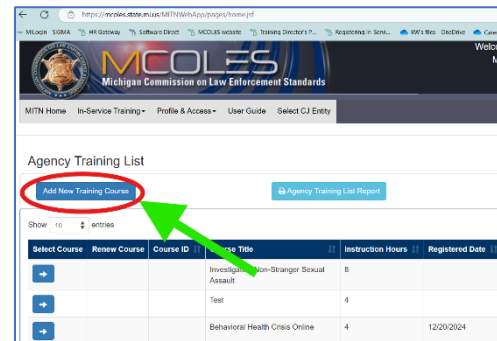 https://mcoles.state.mi.us/MITNWebApp/pages/home.jsf
MILogin SIGMA HR Gateway Software Direct MCOLES website Training Director's P... Registering In Servi...
Welco
MCOLES M
Michigan Commission on Law Enforcement Standards
MITN Home In-Service Training Profile & Access User Guide Select CJ Entity
Agency Training List
Add New Training Course Agency Training List Report
Show 10 entries
Select Course Renew Course Course ID Course Title Instruction Hours Registered Date
Non-Stranger Sexual 8
Assault
Test 4
Behavioral Health Crisis Online 4 12/20/2024